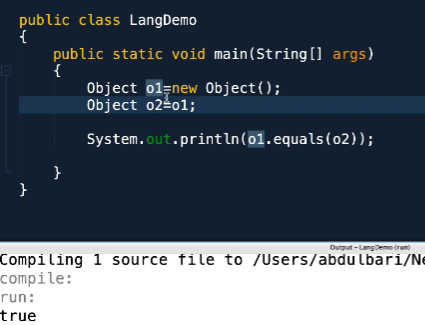 public class LangDemo
{
public static void main(String[] args)
{
Object o1=new Object();
Object o2=o1;
System.out.println(o1.equals(o2));
}
}
Output - LangDemo (run)
Compiling 1 source file to /Users/abdulbari/Ne
compile:
run:
true